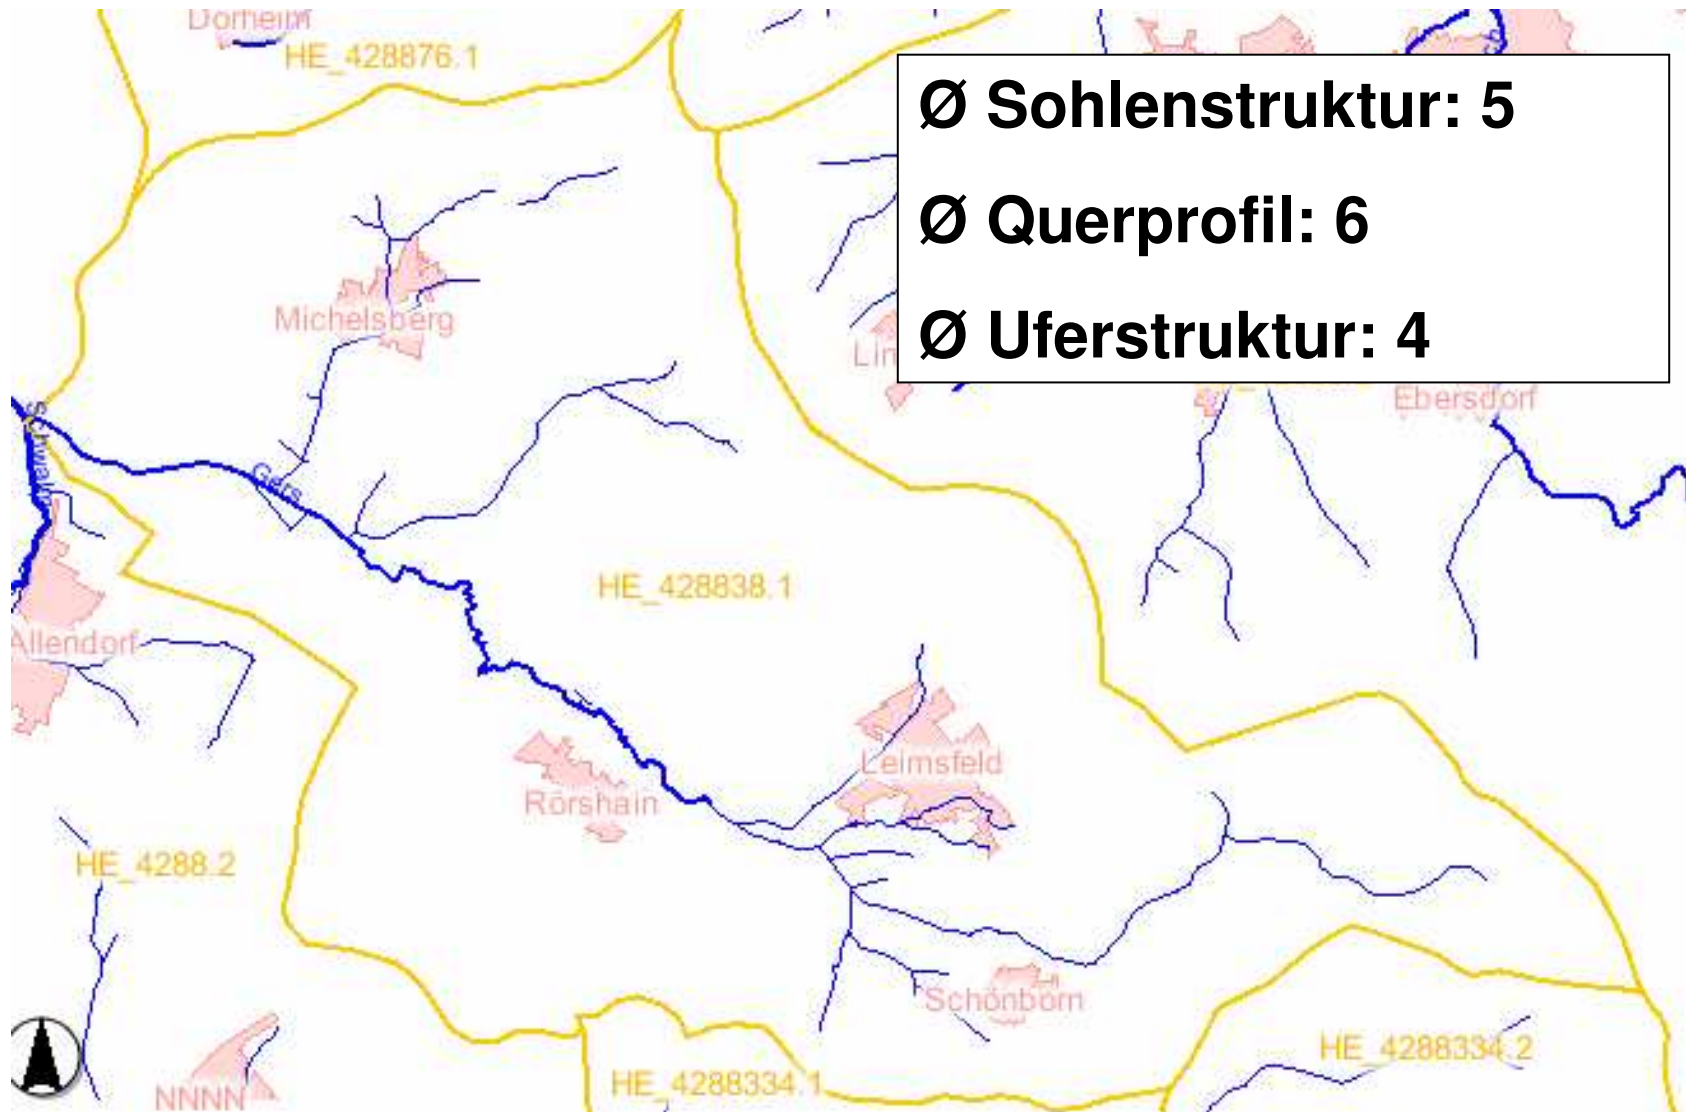 Dorheim
HE_428876.1
Ø Sohlenstruktur: 5
Ø Querprofil: 6
Ø Uferstruktur: 4
Michelsberg
Lin
Ebersdorf
Schwalm
Gers
HE_428838.1
Allendorf
Leimsfeld
Rörshain
HE_4288.2
Schönborn
HE_4288334.2
HE_4288334.1
NNNN